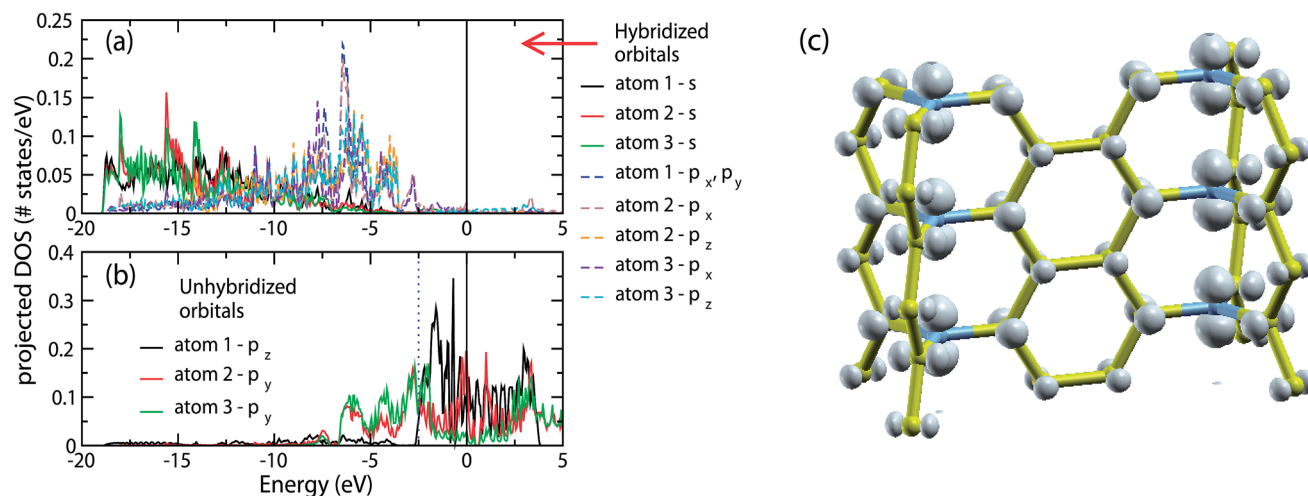 (a)
0.25
0.25
0.15
0.1
0.05
0
-20
-15
-10
-5
0
5
Hybridized
orbitals
atom 1 - s
atom 2 - s
atom 3 - s
atom 1 - p x, p y
atom 2 - p x
atom 2 - p z
atom 3 - p x
atom 3 - p z
projected DOS (# states/eV)
(b)
0.4
0.3
0.2
0.1
0
Unhybridized
orbitals
atom 1 - p z
atom 2 - p y
atom 3 - p y
-20
-15
-10
-5
0
5
Energy (eV)
(c)